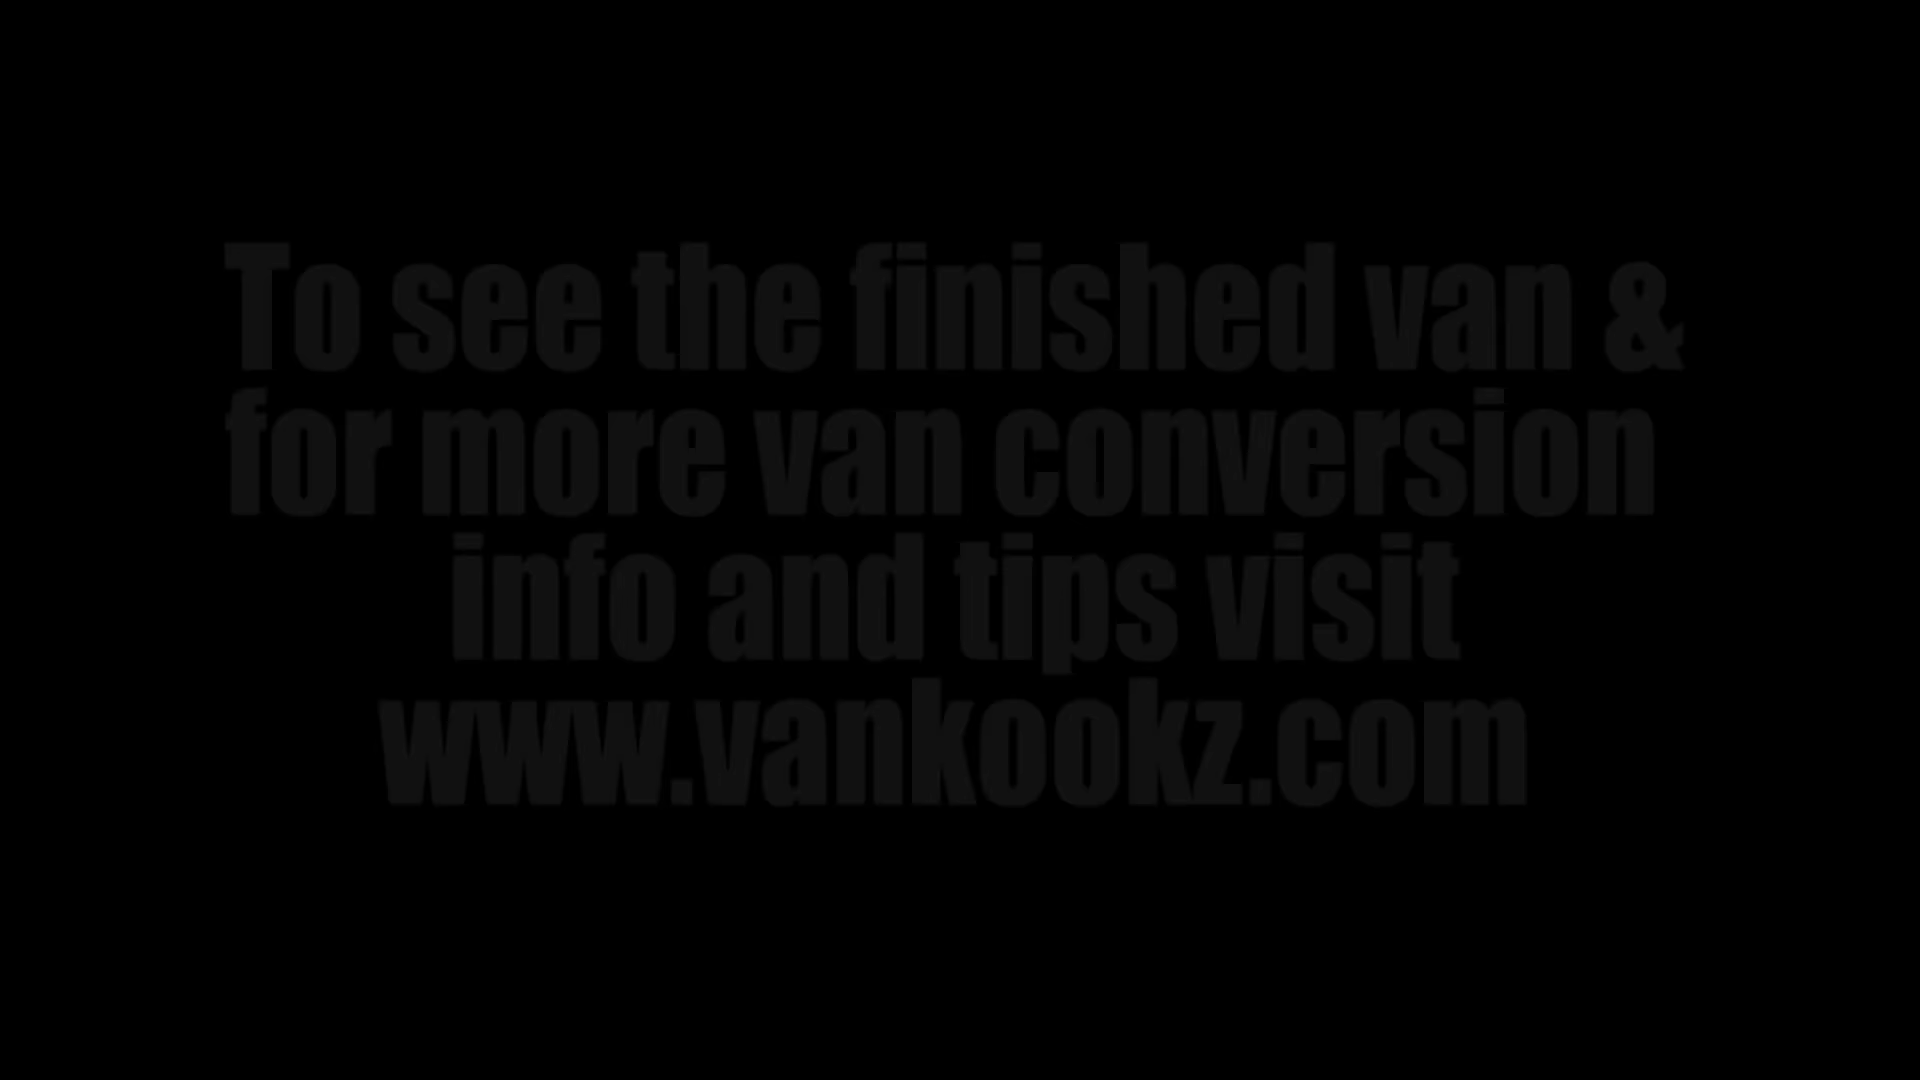 To see the finished van &
for more van conversion
info and tips visit
www.vankookz.com